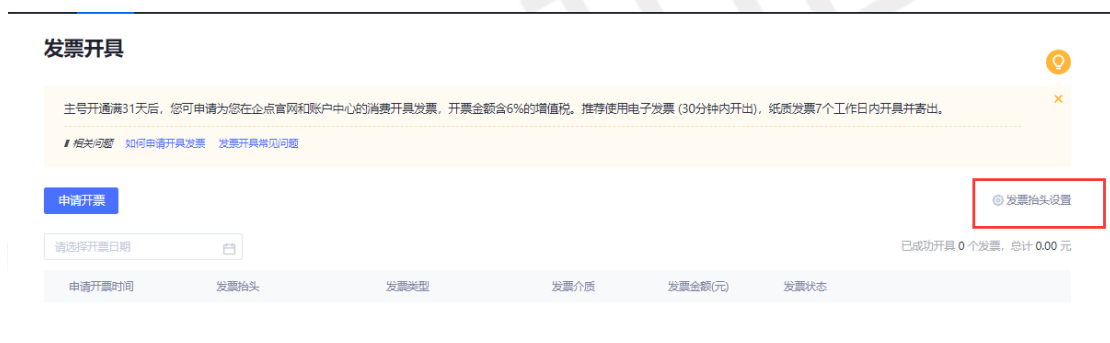 发票开具
主号开通满31天后，您可申请为您在企点官网和账户中心的消费开具发票，开票金额含6%的增值税。推荐使用电子发票 (30分钟内开出)，纸质发票7个工作日内开具并寄出。
相关问题 如何申请开具发票 发票开具常见问题
申请开票 发票抬头设置
请选择开票日期 已成功开具 0 个发票，总计 0.00 元
申请开票时间 发票抬头 发票类型 发票介质 发票金额(元) 发票状态